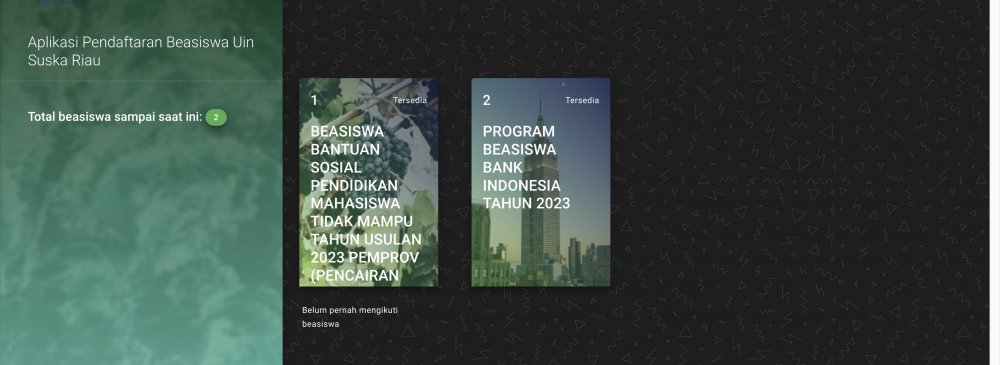 Aplikasi Pendaftaran Beasiswa Uin
Suska Riau
Total beasiswa sampai saat ini: 2
1 Tersedia
BEASISWA
BANTUAN
SOSIAL
PENDIDIKAN
MAHASISWA
TIDAK MAMPU
TAHUN USULAN
2023 PEMPROV
(PENCAIRAN
Belum pernah mengikuti
beasiswa
2 Tersedia
PROGRAM
BEASISWA
BANK
INDONESIA
TAHUN 2023